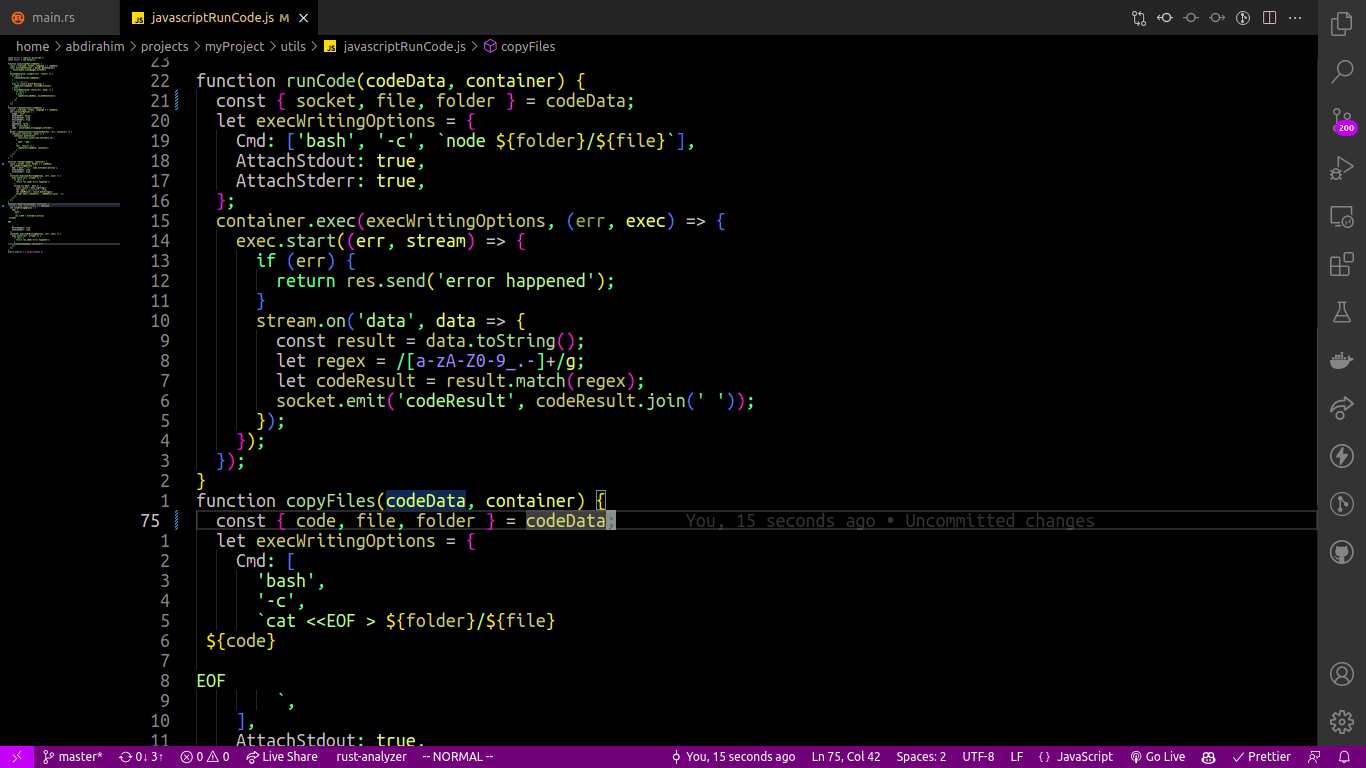 main.rs
JS javascriptRunCode.js M
home > abdirahim > projects > myProject > utils > JS javascriptRunCode.js > copyFiles
23
22 function runCode(codeData, container) {
21 const { socket, file, folder } = codeData;
20 let execWritingOptions = {
19 Cmd: ['bash', '-c', `node ${folder}/${file}`],
18 AttachStdout: true,
17 AttachStderr: true,
16 };
15 container.exec(execWritingOptions, (err, exec) => {
14 exec.start((err, stream) => {
13 if (err) {
12 return res.send('error happened');
11 }
10 stream.on('data', data => {
9 const result = data.toString();
8 let regex = /[a-zA-Z0-9_.-]+/g;
7 let codeResult = result.match(regex);
6 socket.emit('codeResult', codeResult.join(' '));
5 });
4 });
3 });
2 }
1 function copyFiles(codeData, container) {
75 const { code, file, folder } = codeData; You, 15 seconds ago • Uncommitted changes
1 let execWritingOptions = {
2 Cmd: [
3 'bash',
4 '-c',
5 `cat <<EOF > ${folder}/${file}
6 ${code}
7
8 EOF
9 `,
10 ],
11 AttachStdout: true,
200
master* 0↓ 3↑ 0 0 Live Share rust-analyzer -- NORMAL -- You, 15 seconds ago Ln 75, Col 42 Spaces: 2 UTF-8 LF {} JavaScript Go Live Prettier